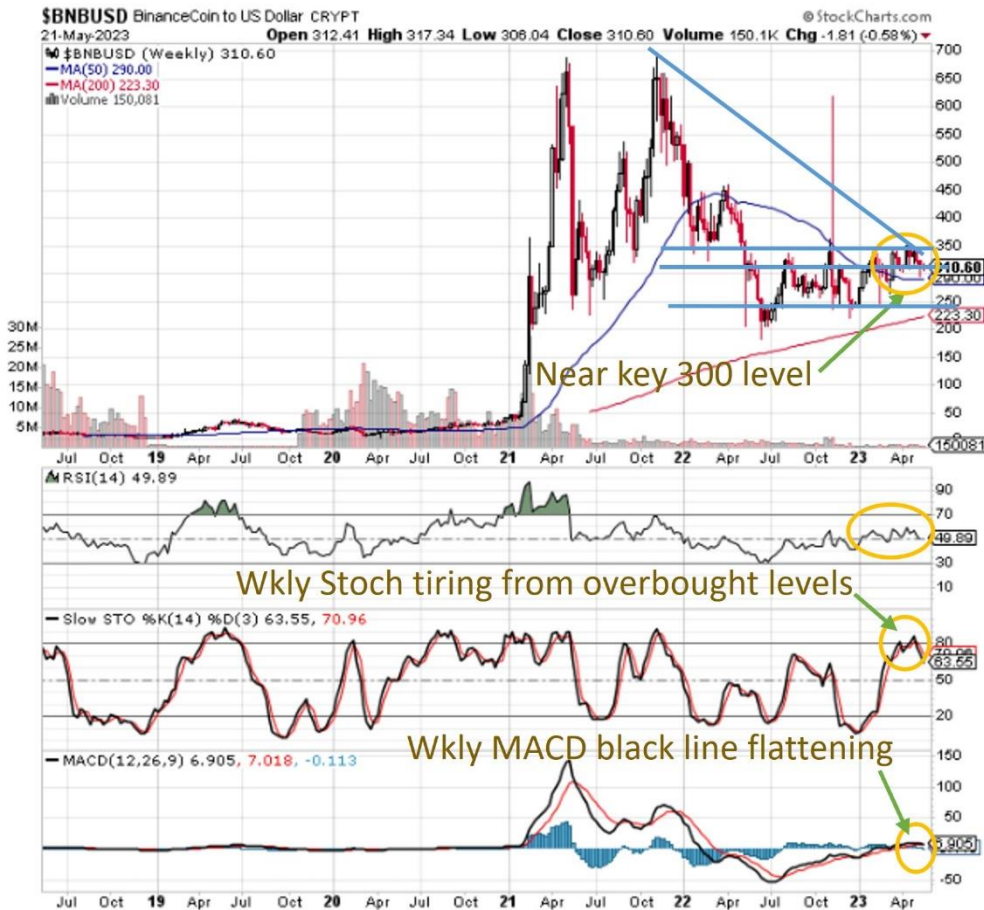 $BNBUSD BinanceCoin to US Dollar CRYPT © StockCharts.com
21-May-2023 Open 312.41 High 317.34 Low 306.04 Close 310.60 Volume 150.1K Chg -1.81 (-0.58%)
$BNBUSD (Weekly) 310.60
MA(50) 290.00
MA(200) 223.30
Volume 150,081
700
650
600
550
500
450
400
350
310.60
290.00
250
223.30
200
150
100
50
30M
25M
20M
15M
10M
5M
150081
Near key 300 level
Jul Oct 19 Apr Jul Oct 20 Apr Jul Oct 21 Apr Jul Oct 22 Apr Jul Oct 23 Apr
RSI(14) 49.89
90
70
49.89
30
10
Wkly Stoch tiring from overbought levels
Slow STO %K(14) %D(3) 63.55, 70.96
80
70.96
63.55
50
20
Wkly MACD black line flattening
MACD(12,26,9) 6.905, 7.018, -0.113
150
100
50
6.905
-50
Jul Oct 19 Apr Jul Oct 20 Apr Jul Oct 21 Apr Jul Oct 22 Apr Jul Oct 23 Apr